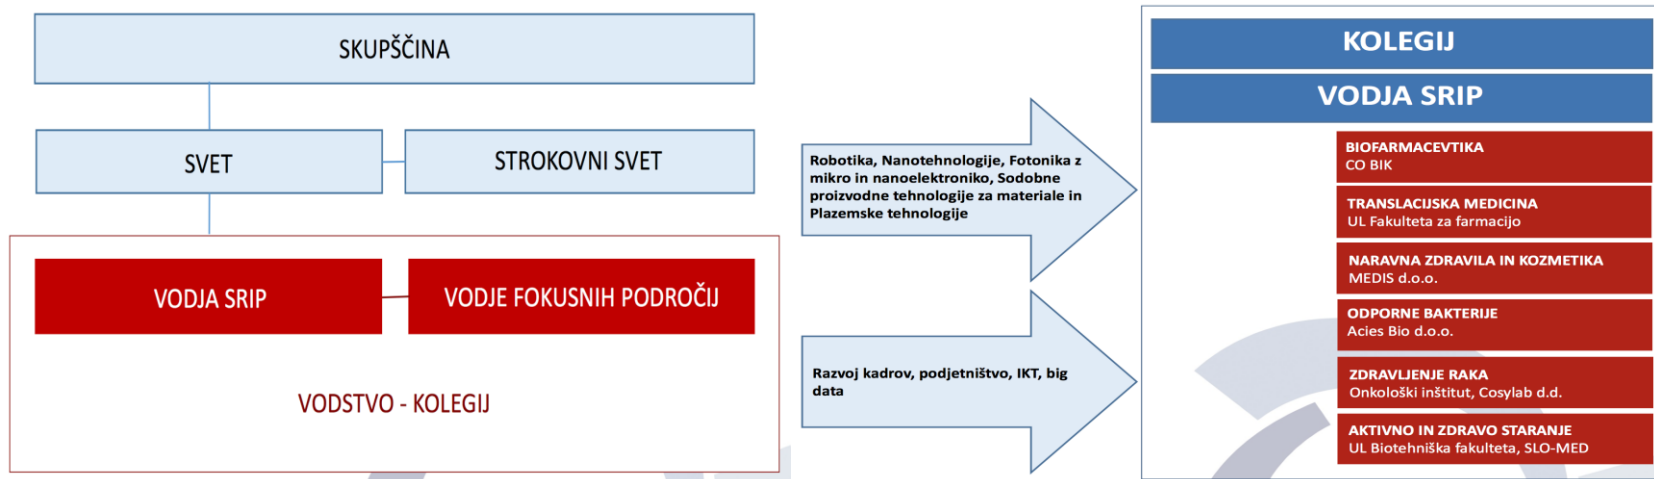 SKUPŠČINA
SVET
STROKOVNI SVET
VODJA SRIP
VODJE FOKUSNIH PODROČIJ
VODSTVO - KOLEGIJ
Robotika, Nanotehnologije, Fotonika z
mikro in nanoelektroniko, Sodobne
proizvodne tehnologije za materiale in
Plazemske tehnologije
Razvoj kadrov, podjetništvo, IKT, big
data
KOLEGIJ
VODJA SRIP
BIOFARMACEVTIKA
CO BIK
TRANSLACIJSKA MEDICINA
UL Fakulteta za farmacijo
NARAVNA ZDRAVILA IN KOZMETIKA
MEDIS d.o.o.
ODPORNE BAKTERIJE
Acies Bio d.o.o.
ZDRAVLJENJE RAKA
Onkološki inštitut, Cosylab d.d.
AKTIVNO IN ZDRAVO STARANJE
UL Biotehniška fakulteta, SLO-MED